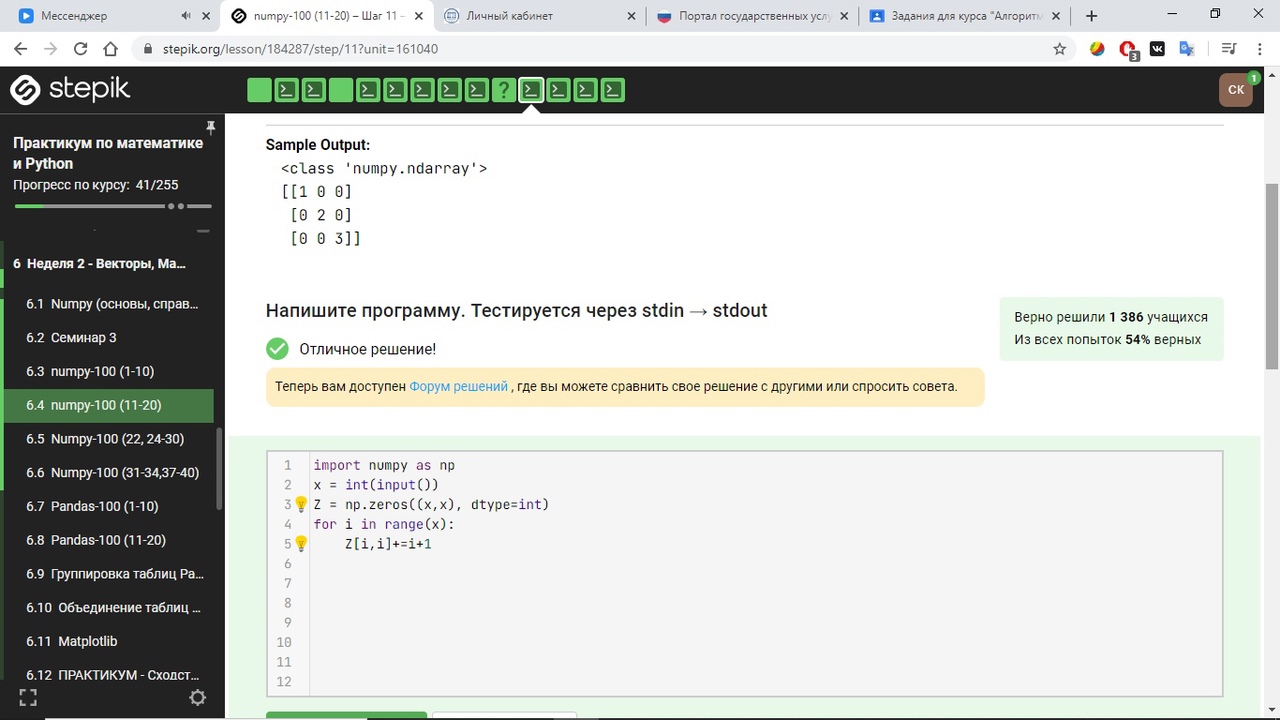 Мессенджер
numpy-100 (11-20) – Шаг 11 –
Личный кабинет
Портал государственных услу
Задания для курса "Алгоритм
stepik.org/lesson/184287/step/11?unit=161040
3
stepik
?
СК
1
Практикум по математике
и Python
Прогресс по курсу: 41/255
6 Неделя 2 - Векторы, Ма...
6.1 Numpy (основы, справ...
6.2 Семинар 3
6.3 numpy-100 (1-10)
6.4 numpy-100 (11-20)
6.5 Numpy-100 (22, 24-30)
6.6 Numpy-100 (31-34,37-40)
6.7 Pandas-100 (1-10)
6.8 Pandas-100 (11-20)
6.9 Группировка таблиц Pa...
6.10 Объединение таблиц ...
6.11 Matplotlib
6.12 ПРАКТИКУМ - Сходст...
Sample Output:
<class 'numpy.ndarray'>
[[1 0 0]
[0 2 0]
[0 0 3]]
Напишите программу. Тестируется через stdin → stdout
Верно решили 1 386 учащихся
Из всех попыток 54% верных
Отличное решение!
Теперь вам доступен Форум решений , где вы можете сравнить свое решение с другими или спросить совета.
1 import numpy as np
2 x = int(input())
3 Z = np.zeros((x,x), dtype=int)
4 for i in range(x):
5 Z[i,i]+=i+1
6
7
8
9
10
11
12